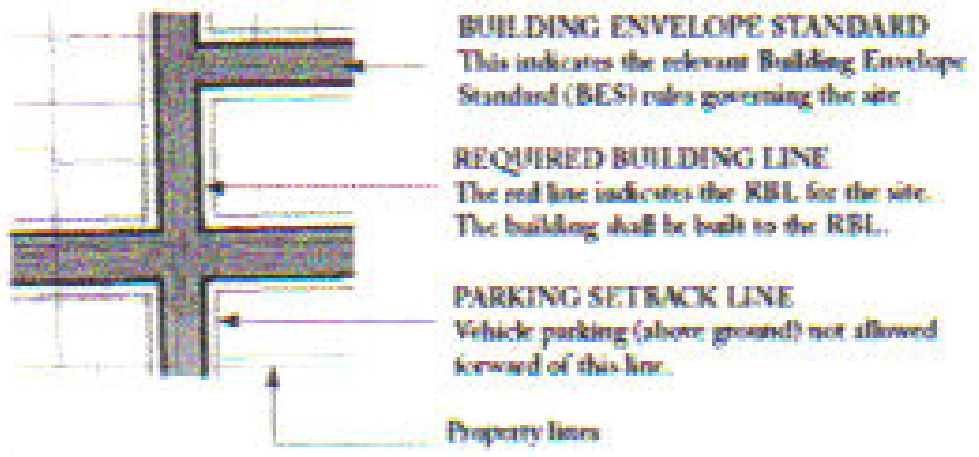 BUILDING ENVELOPE STANDARD
This indicates the relevant Building Envelope
Standard (BES) rules governing the site
REQUIRED BUILDING LINE
The red line indicates the RBL for the site.
The building shall be built to the RBL.
PARKING SETBACK LINE
Vehicle parking (above ground) not allowed
forward of this line.
Property lines